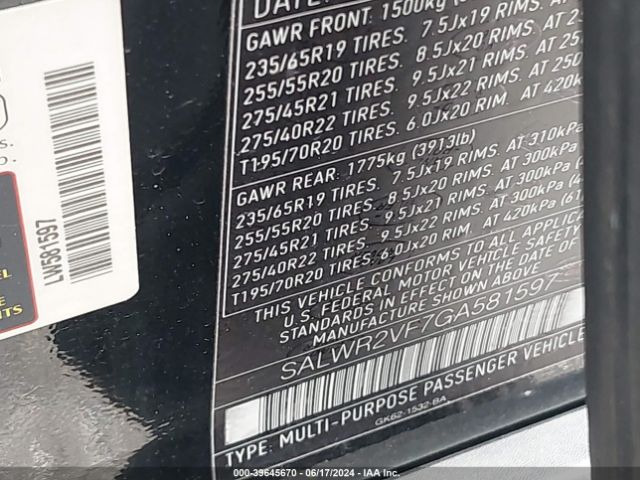 GAWR FRONT: 1500kg
235/65R19 TIRES. 7.5Jx19 RIMS.
255/55R20 TIRES. 8.5Jx20 RIMS. AT
275/45R21 TIRES. 9.5Jx21 RIMS. AT 25
275/40R22 TIRES. 9.5Jx22 RIMS. AT 250
T195/70R20 TIRES. 6.0Jx20 RIM. AT 420k
GAWR REAR: 1775kg (3913lb)
235/65R19 TIRES. 7.5Jx19 RIMS. AT 310kPa
255/55R20 TIRES. 8.5Jx20 RIMS. AT 300kPa
275/45R21 TIRES. 9.5Jx21 RIMS. AT 300kPa
275/40R22 TIRES. 9.5Jx22 RIMS. AT 300kPa (4
T195/70R20 TIRES. 6.0Jx20 RIM. AT 420kPa (61
THIS VEHICLE CONFORMS TO ALL APPLICA
U.S. FEDERAL MOTOR VEHICLE SAFETY
STANDARDS IN EFFECT ON THE DATE OF
MANUFACTURE SHOWN ABOVE
SALWR2VF7GA581597
TYPE: MULTI-PURPOSE PASSENGER VEHICLE
GK62-1532-BA
LW581597
000-39645670 - 06/17/2024 - IAA Inc.